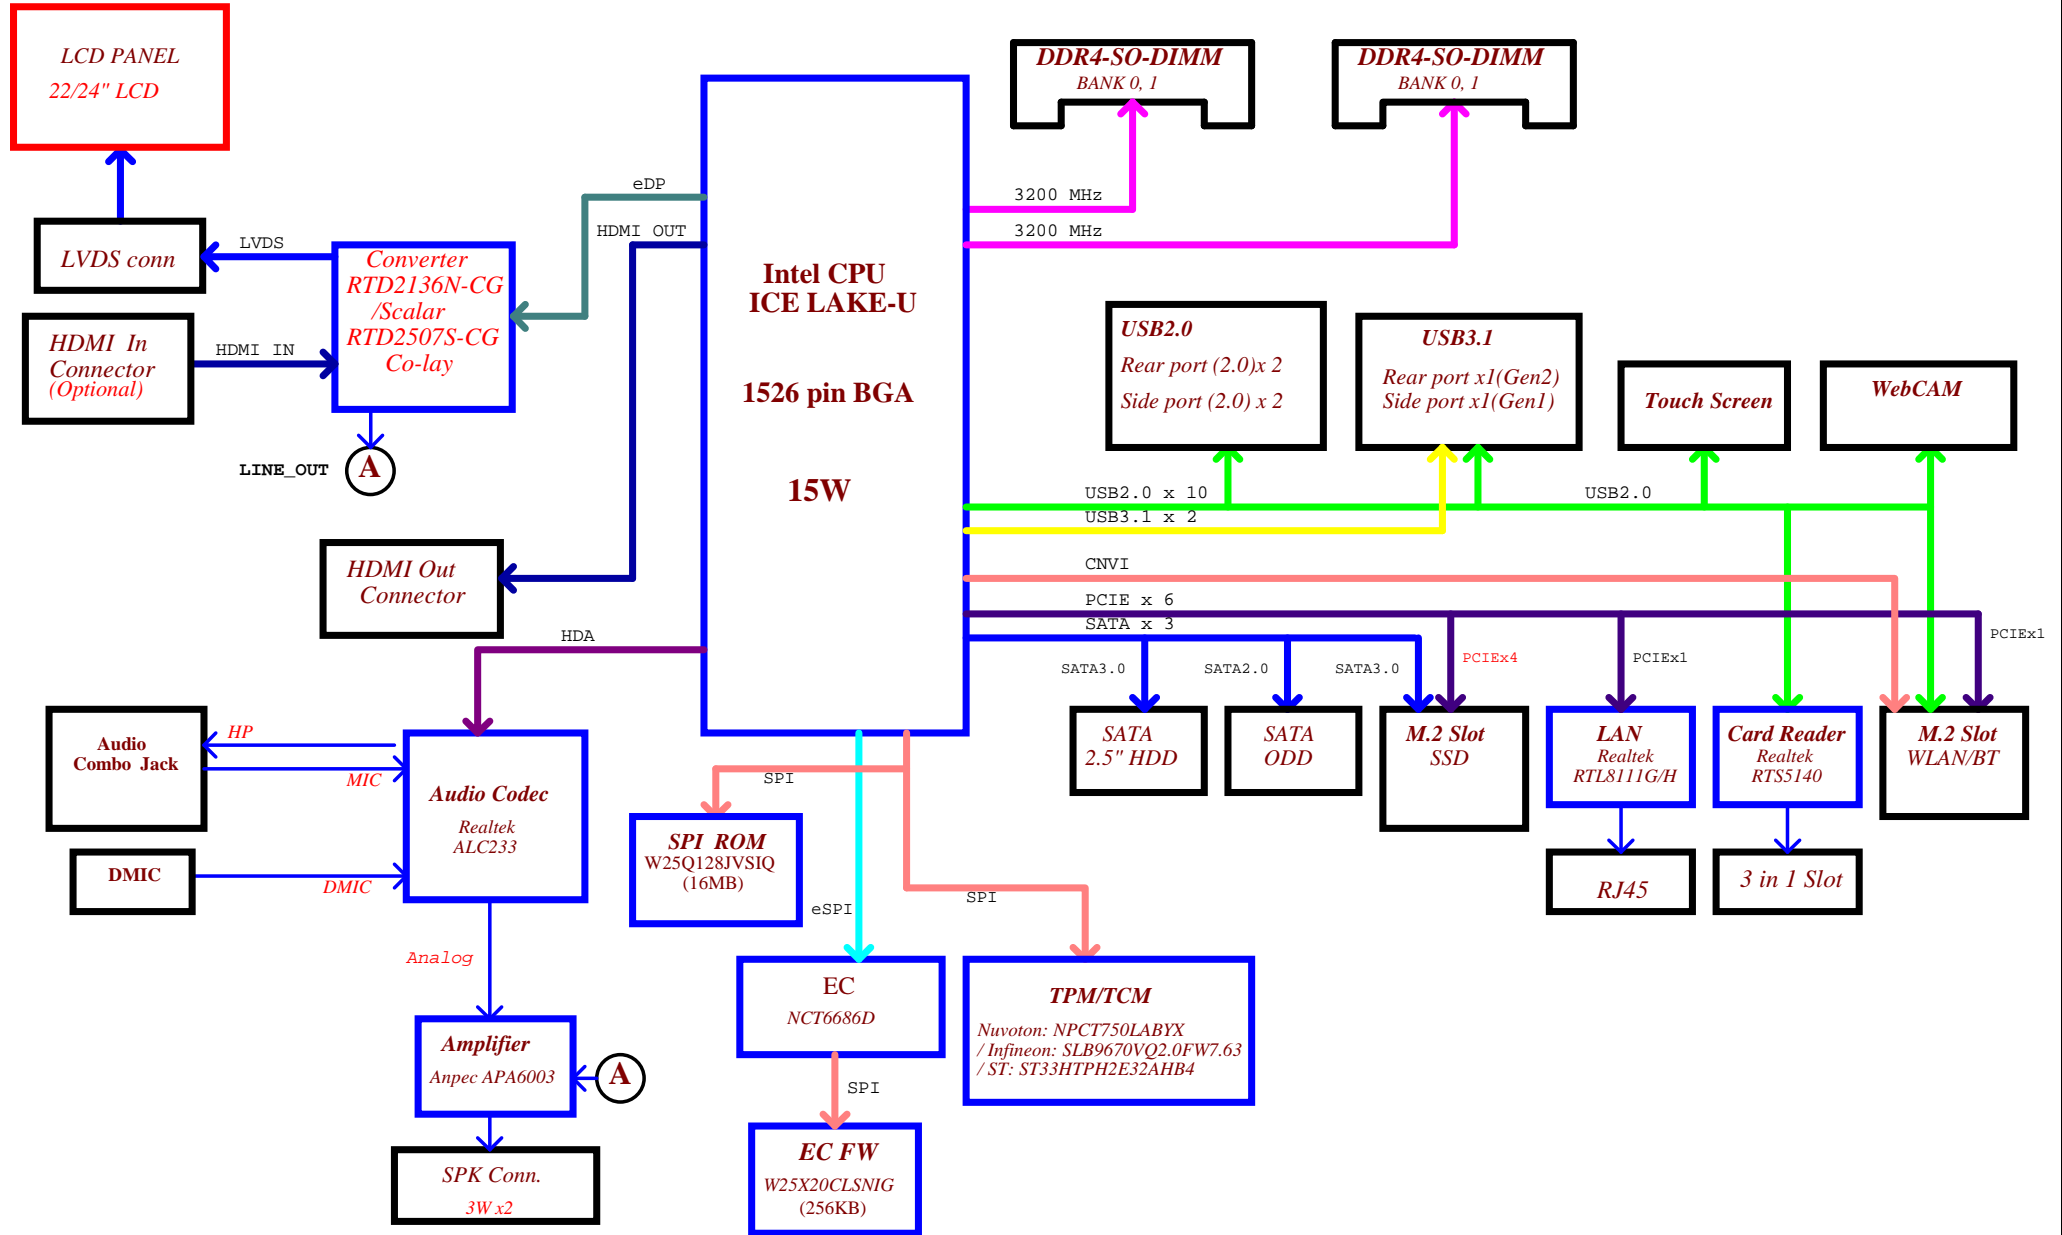 LCD PANEL
22/24" LCD
LVDS conn
LVDS
HDMI In
Connector
(Optional)
HDMI IN
Converter
RTD2136N-CG
/Scalar
RTD2507S-CG
Co-lay
eDP
HDMI OUT
LINE_OUT
A
HDMI Out
Connector
HDA
Intel CPU
ICE LAKE-U
1526 pin BGA
15W
DDR4-SO-DIMM
BANK 0, 1
DDR4-SO-DIMM
BANK 0, 1
3200 MHz
3200 MHz
USB2.0
Rear port (2.0)x 2
Side port (2.0) x 2
USB3.1
Rear port x1(Gen2)
Side port x1(Gen1)
Touch Screen
WebCAM
USB2.0 x 10
USB2.0
USB3.1 x 2
CNVI
PCIE x 6
SATA x 3
SATA3.0
SATA2.0
SATA3.0
PCIEx4
PCIEx1
PCIEx1
SATA
2.5" HDD
SATA
ODD
M.2 Slot
SSD
LAN
Realtek
RTL8111G/H
Card Reader
Realtek
RTS5140
M.2 Slot
WLAN/BT
RJ45
3 in 1 Slot
Audio
Combo Jack
HP
MIC
DMIC
DMIC
Audio Codec
Realtek
ALC233
Analog
Amplifier
Anpec APA6003
A
SPK Conn.
3W x2
SPI
SPI ROM
W25Q128JVSIQ
(16MB)
eSPI
SPI
EC
NCT6686D
SPI
EC FW
W25X20CLSNIG
(256KB)
TPM/TCM
Nuvoton: NPCT750LABYX
/ Infineon: SLB9670VQ2.0FW7.63
/ ST: ST33HTPH2E32AHB4